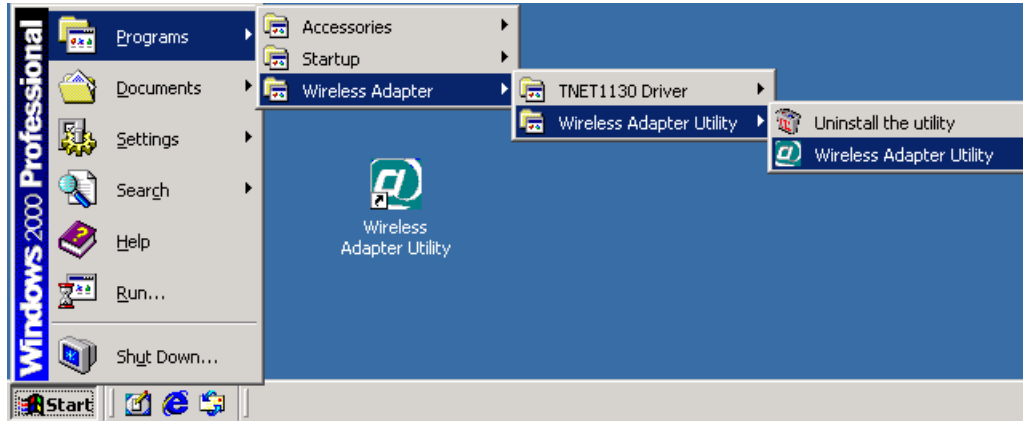 Windows 2000 Professional
Programs
Documents
Settings
Search
Help
Run...
Shut Down...
Accessories
Startup
Wireless Adapter
TNET1130 Driver
Wireless Adapter Utility
Uninstall the utility
Wireless Adapter Utility
Wireless
Adapter Utility
Start